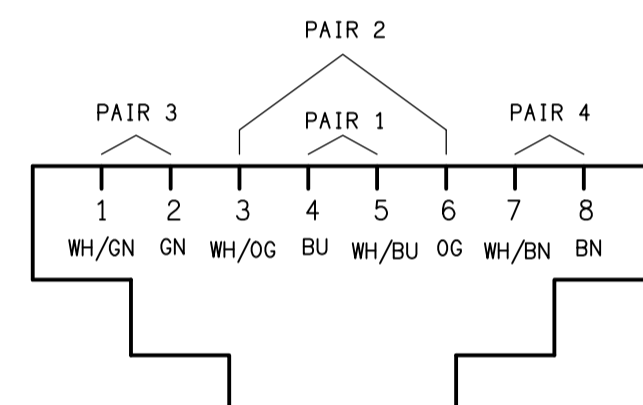 PAIR 2
PAIR 3 PAIR 1 PAIR 4
1 2 3 4 5 6 7 8
WH/GN GN WH/OG BU WH/BU OG WH/BN BN